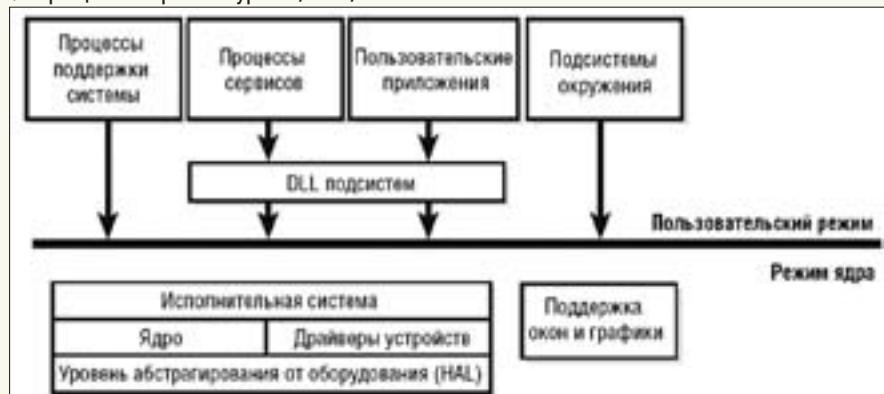 Процессы
поддержки
системы
Процессы
сервисов
Пользовательские
приложения
Подсистемы
окружения
DLL подсистем
Пользовательский режим
Режим ядра
Исполнительная система
Ядро
Драйверы устройств
Уровень абстрагирования от оборудования (HAL)
Поддержка
окон и графики